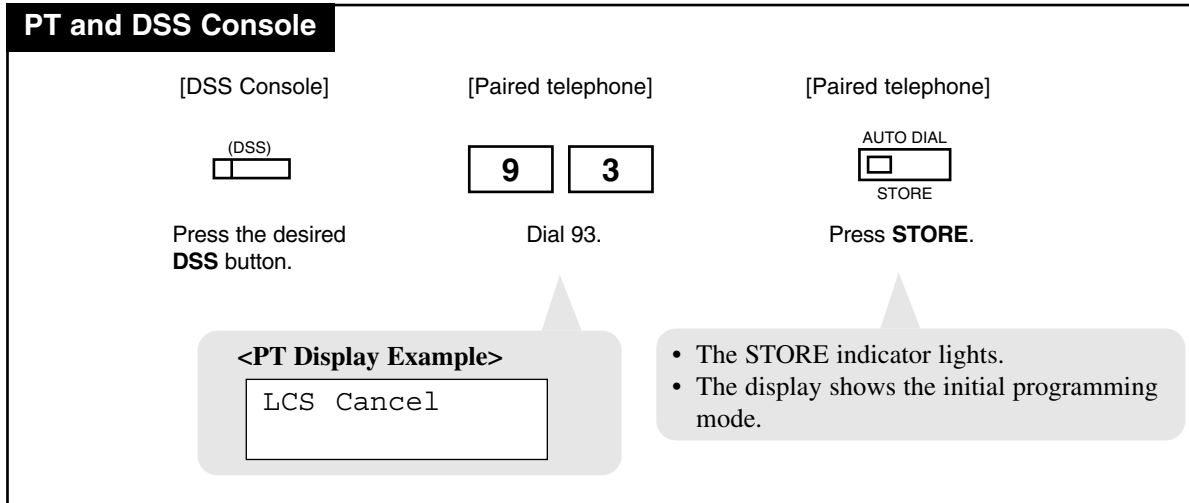 PT and DSS Console
[DSS Console]
[Paired telephone]
[Paired telephone]
(DSS)
9
3
AUTO DIAL
STORE
Press the desired
DSS button.
Dial 93.
Press STORE.
<PT Display Example>
LCS Cancel
• The STORE indicator lights.
• The display shows the initial programming
mode.